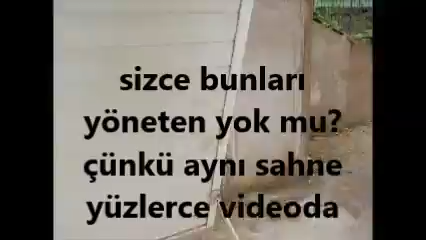 sizce bunları
yöneten yok mu?
çünkü aynı sahne
yüzlerce videoda